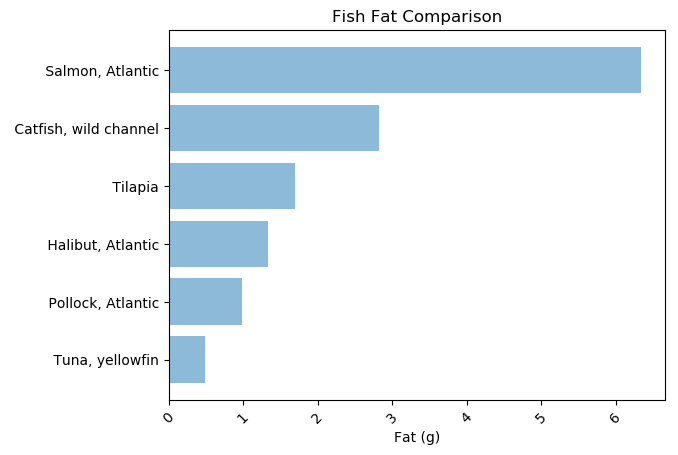 Fish Fat Comparison
Salmon, Atlantic
Catfish, wild channel
Tilapia
Halibut, Atlantic
Pollock, Atlantic
Tuna, yellowfin
0 1 2 3 4 5 6
Fat (g)